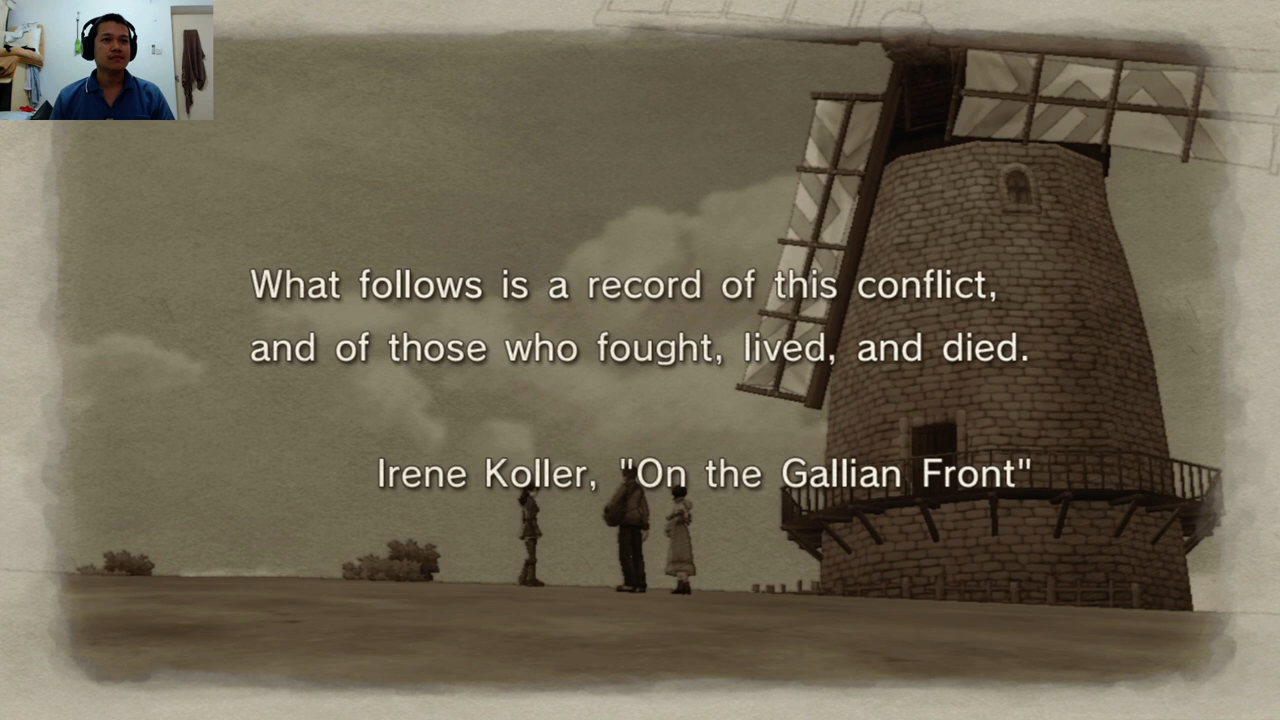 What follows is a record of this conflict,
and of those who fought, lived, and died.
Irene Koller, "On the Gallian Front"